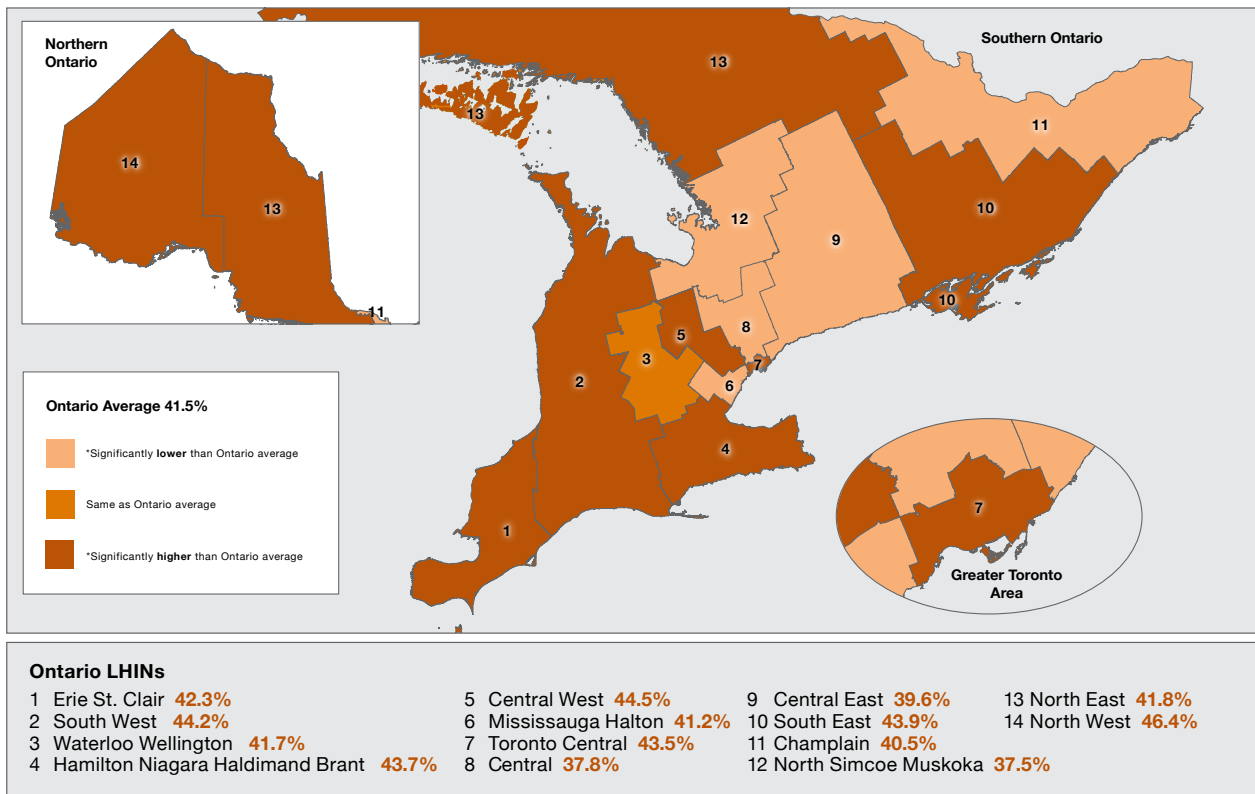 Northern
Ontario
14
13
11
Southern Ontario
13
13
11
12
9
10
10
8
5
7
3
6
2
4
1
Ontario Average 41.5%
*Significantly lower than Ontario average
Same as Ontario average
*Significantly higher than Ontario average
7
Greater Toronto
Area
Ontario LHINs
1 Erie St. Clair 42.3%
2 South West 44.2%
3 Waterloo Wellington 41.7%
4 Hamilton Niagara Haldimand Brant 43.7%
5 Central West 44.5%
6 Mississauga Halton 41.2%
7 Toronto Central 43.5%
8 Central 37.8%
9 Central East 39.6%
10 South East 43.9%
11 Champlain 40.5%
12 North Simcoe Muskoka 37.5%
13 North East 41.8%
14 North West 46.4%